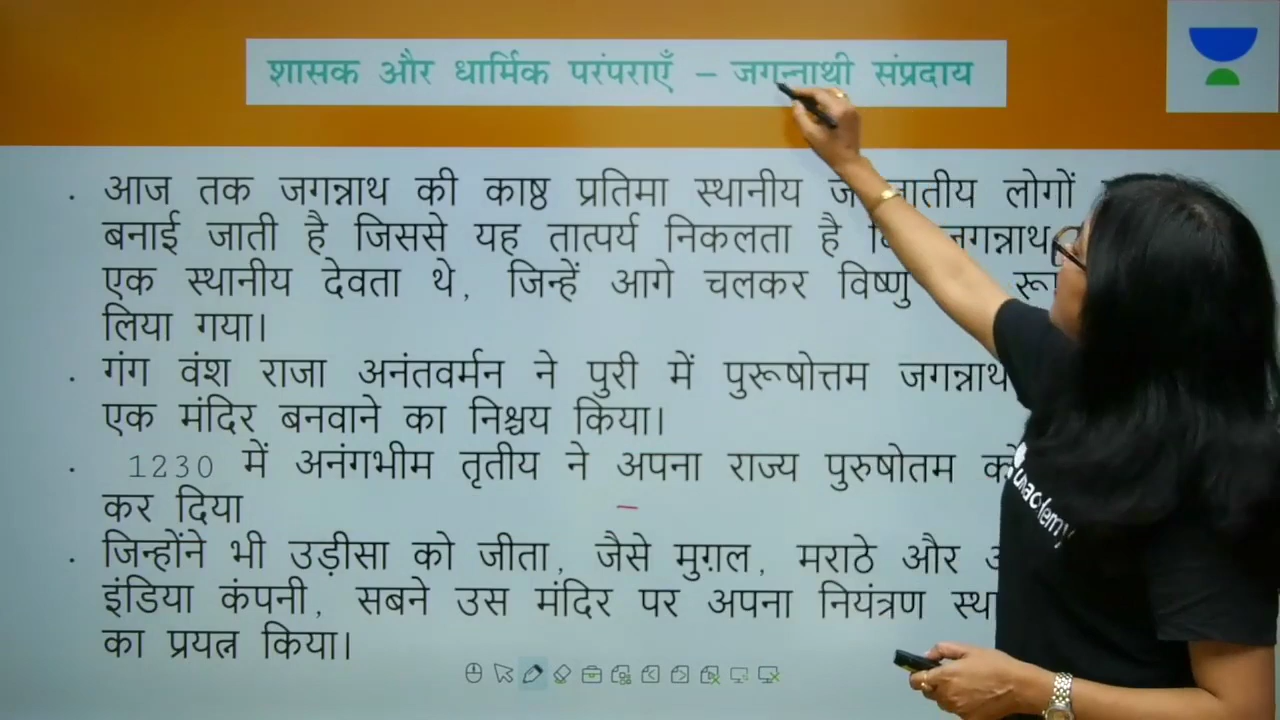 शासक और धार्मिक परंपराएँ – जगन्नाथी संप्रदाय
. आज तक जगन्नाथ की काष्ठ प्रतिमा स्थानीय लोगों
बनाई जाती है जिससे यह तात्पर्य निकलता है जगन्नाथ
एक स्थानीय देवता थे, जिन्हें आगे चलकर विष्णु
लिया गया।
. गंग वंश राजा अनंतवर्मन ने पुरी में पुरूषोत्तम जगन्नाथ
एक मंदिर बनवाने का निश्चय किया।
. 1230 में अनंगभीम तृतीय ने अपना राज्य पुरुषोतम
कर दिया
. जिन्होंने भी उड़ीसा को जीता, जैसे मुग़ल, मराठे और
इंडिया कंपनी, सबने उस मंदिर पर अपना नियंत्रण
का प्रयत्न किया।
unacademy